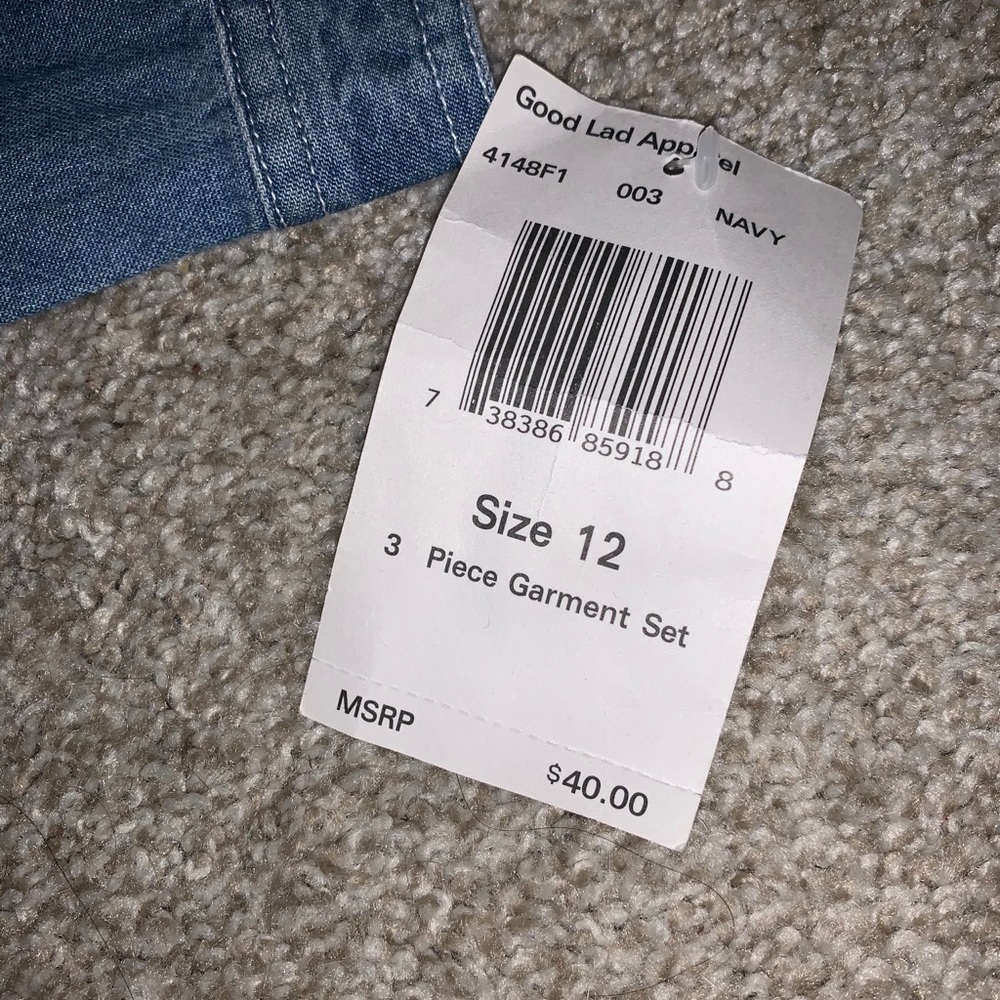 Good Lad Apparel
4148F1 003 NAVY
7 38386 85918 8
Size 12
3 Piece Garment Set
MSRP
$40.00